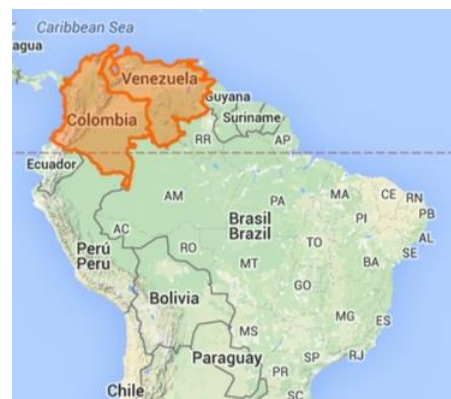 Caribbean Sea
agua
Venezuela
Guyana
Colombia
Suriname
RR
AP
Ecuador
AM
PA
MA
CE
RN
PB
PI
AL
SE
AC
Brasil
Brazil
TO
RO
BA
Perú
Peru
MT
GO
Bolivia
MG
ES
MS
Paraguay
SP
RJ
PR
Chile
SC